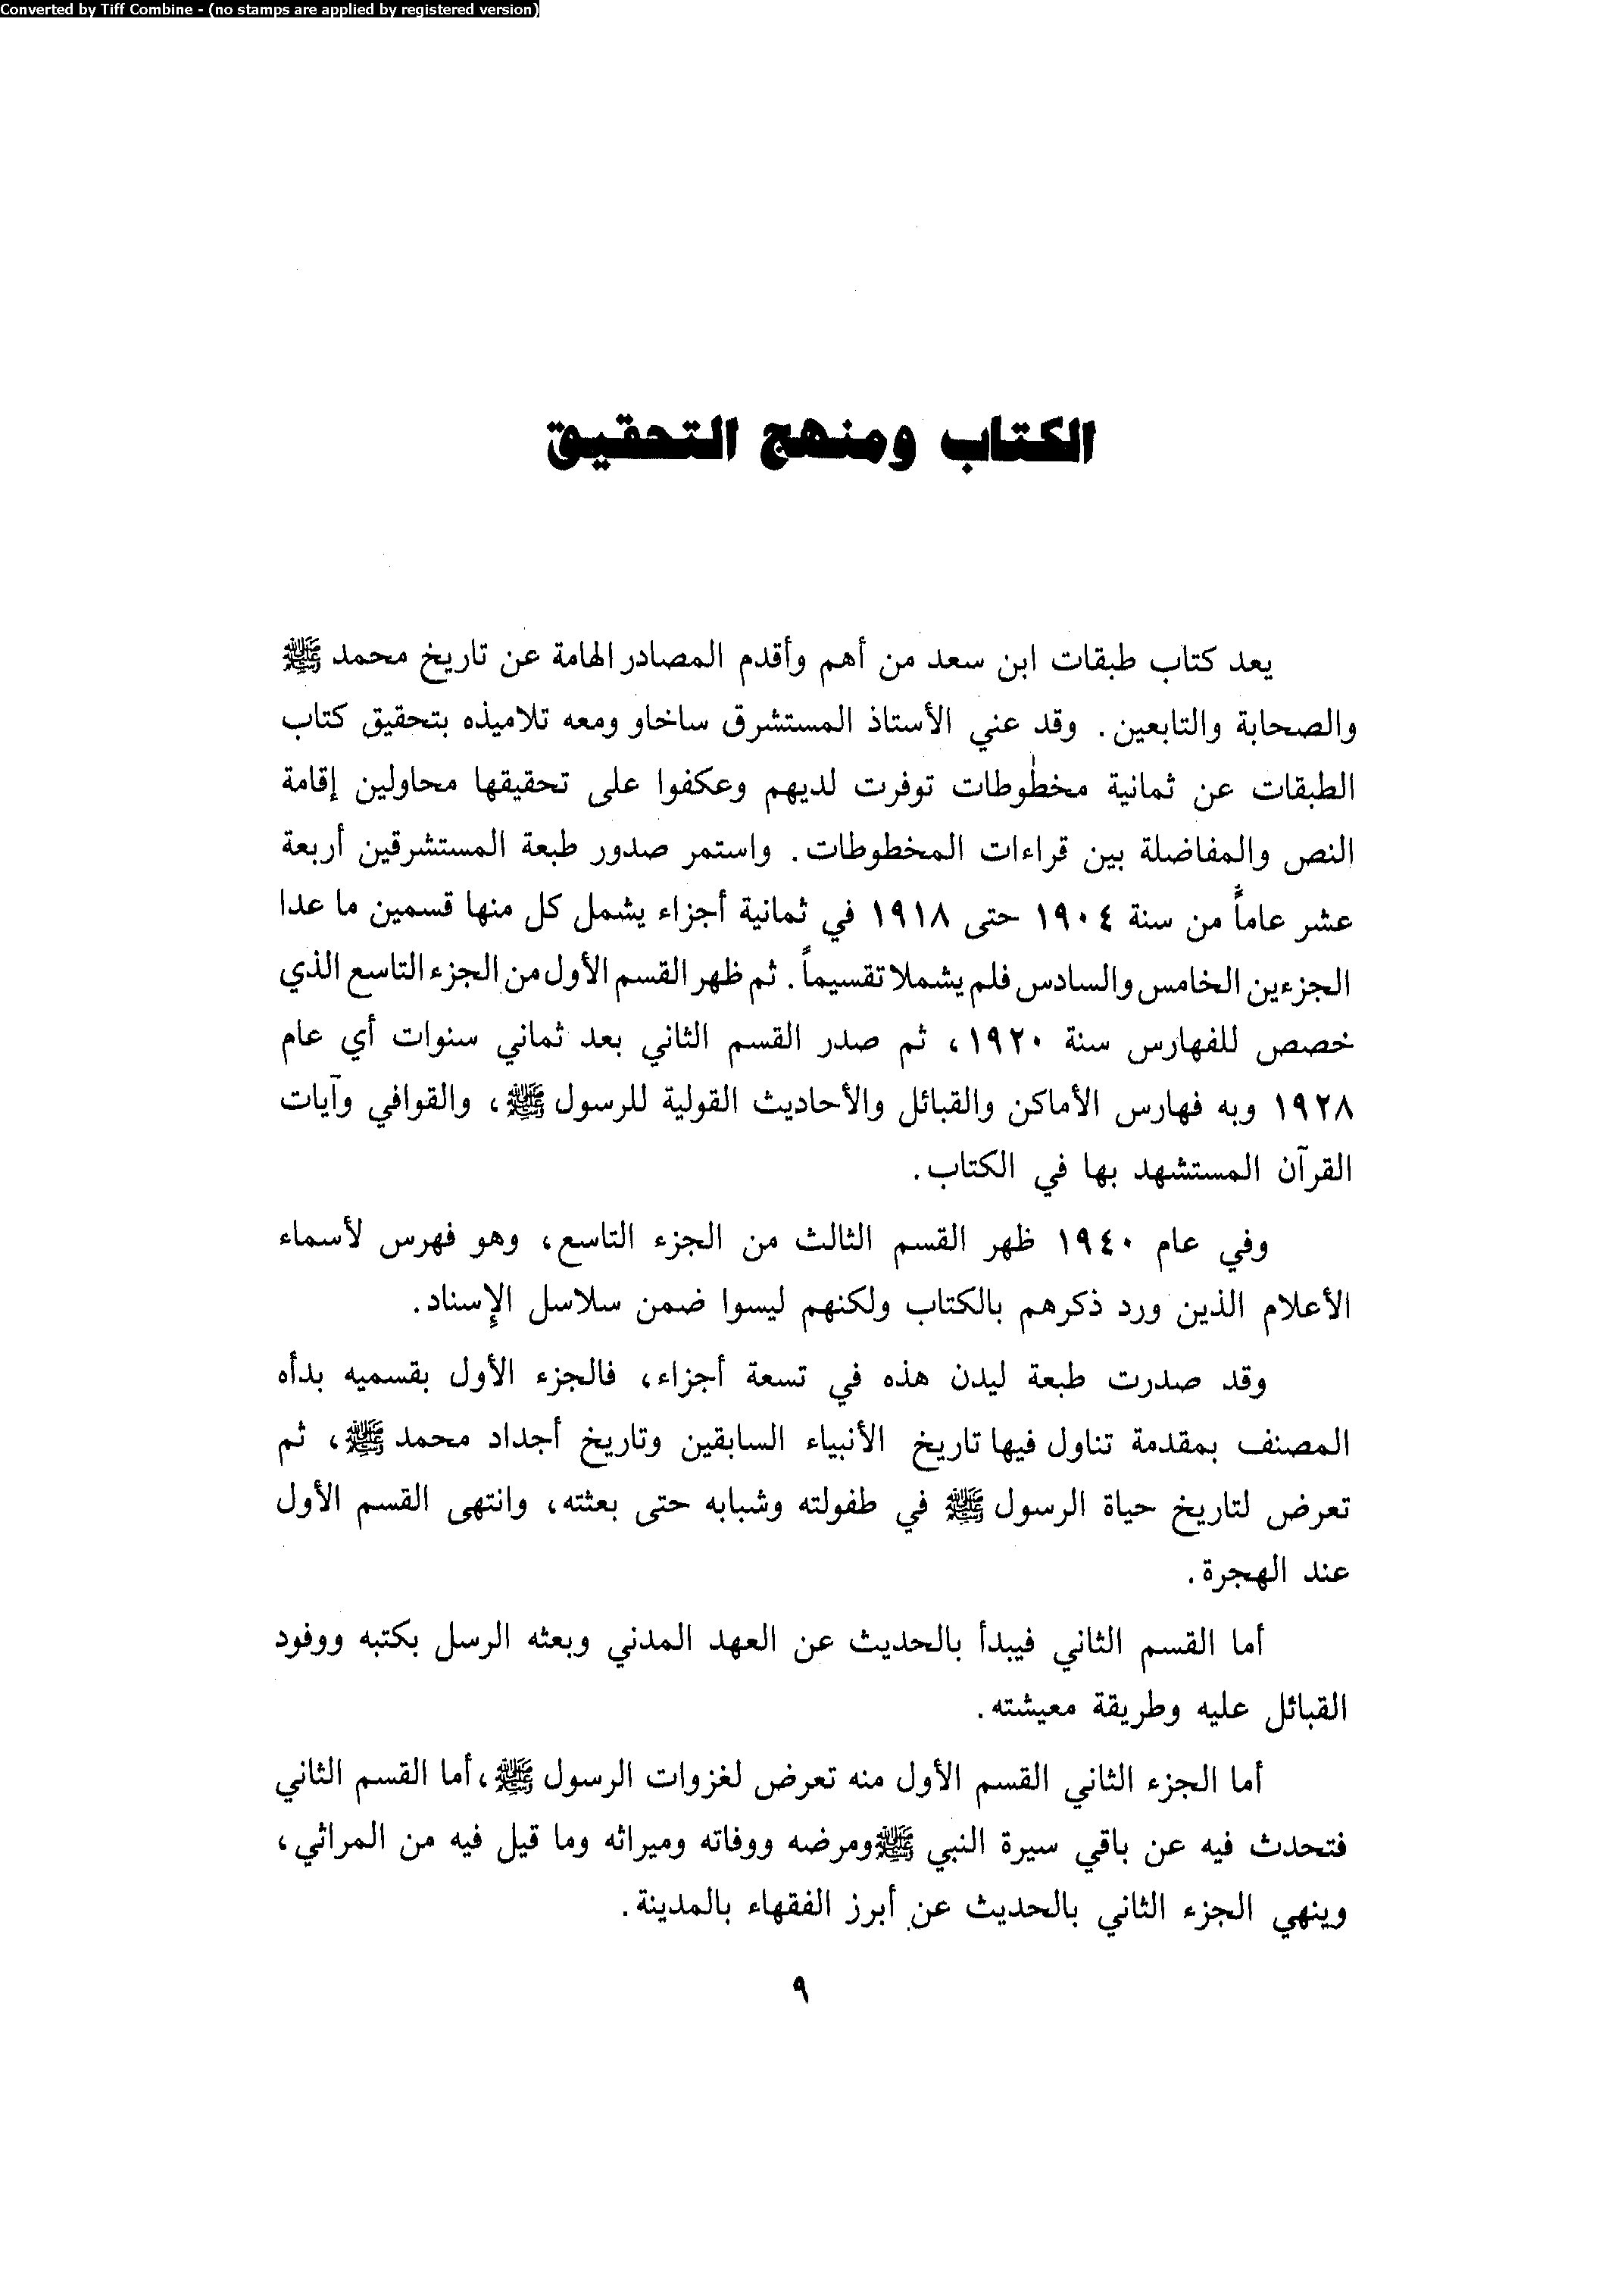 Converted by Tiff Combine - (no stamps are applied by registered version)
الكتاب ومنهج التحقيق
يعد كتاب طبقات ابن سعد من أهم وأقدم المصادر الهامة عن تاريخ محمد ﷺ
والصحابة والتابعين. وقد عني الأستاذ المستشرق ساخاو ومعه تلاميذه بتحقيق كتاب
الطبقات عن ثمانية مخطوطات توفرت لديهم وعكفوا على تحقيقها محاولين إقامة
النص والمفاضلة بين قراءات المخطوطات. واستمر صدور طبعة المستشرقين أربعة
عشر عاماً من سنة ١٩٠٤ حتى ١٩١٨ في ثمانية أجزاء يشمل كل منها قسمين ما عدا
الجزءين الخامس والسادس فلم يشملا تقسيماً. ثم ظهر القسم الأول من الجزء التاسع الذي
خصص للفهارس سنة ١٩٢٠، ثم صدر القسم الثاني بعد ثماني سنوات أي عام
١٩٢٨ وبه فهارس الأماكن والقبائل والأحاديث القولية للرسول ﷺ، والقوافي وآيات
القرآن المستشهد بها في الكتاب.
وفي عام ١٩٤٠ ظهر القسم الثالث من الجزء التاسع، وهو فهرس لأسماء
الأعلام الذين ورد ذكرهم بالكتاب ولكنهم ليسوا ضمن سلاسل الإسناد.
وقد صدرت طبعة ليدن هذه في تسعة أجزاء، فالجزء الأول بقسميه بدأه
المصنف بمقدمة تناول فيها تاريخ الأنبياء السابقين وتاريخ أجداد محمد ﷺ، ثم
تعرض لتاريخ حياة الرسول ﷺ في طفولته وشبابه حتى بعثته، وانتهى القسم الأول
عند الهجرة.
أما القسم الثاني فيبدأ بالحديث عن العهد المدني وبعثه الرسل بكتبه ووفود
القبائل عليه وطريقة معيشته.
أما الجزء الثاني القسم الأول منه تعرض لغزوات الرسول ﷺ، أما القسم الثاني
فتحدث فيه عن باقي سيرة النبي ﷺ ومرضه ووفاته وميراثه وما قيل فيه من المراثي،
وينهي الجزء الثاني بالحديث عن أبرز الفقهاء بالمدينة.
٩